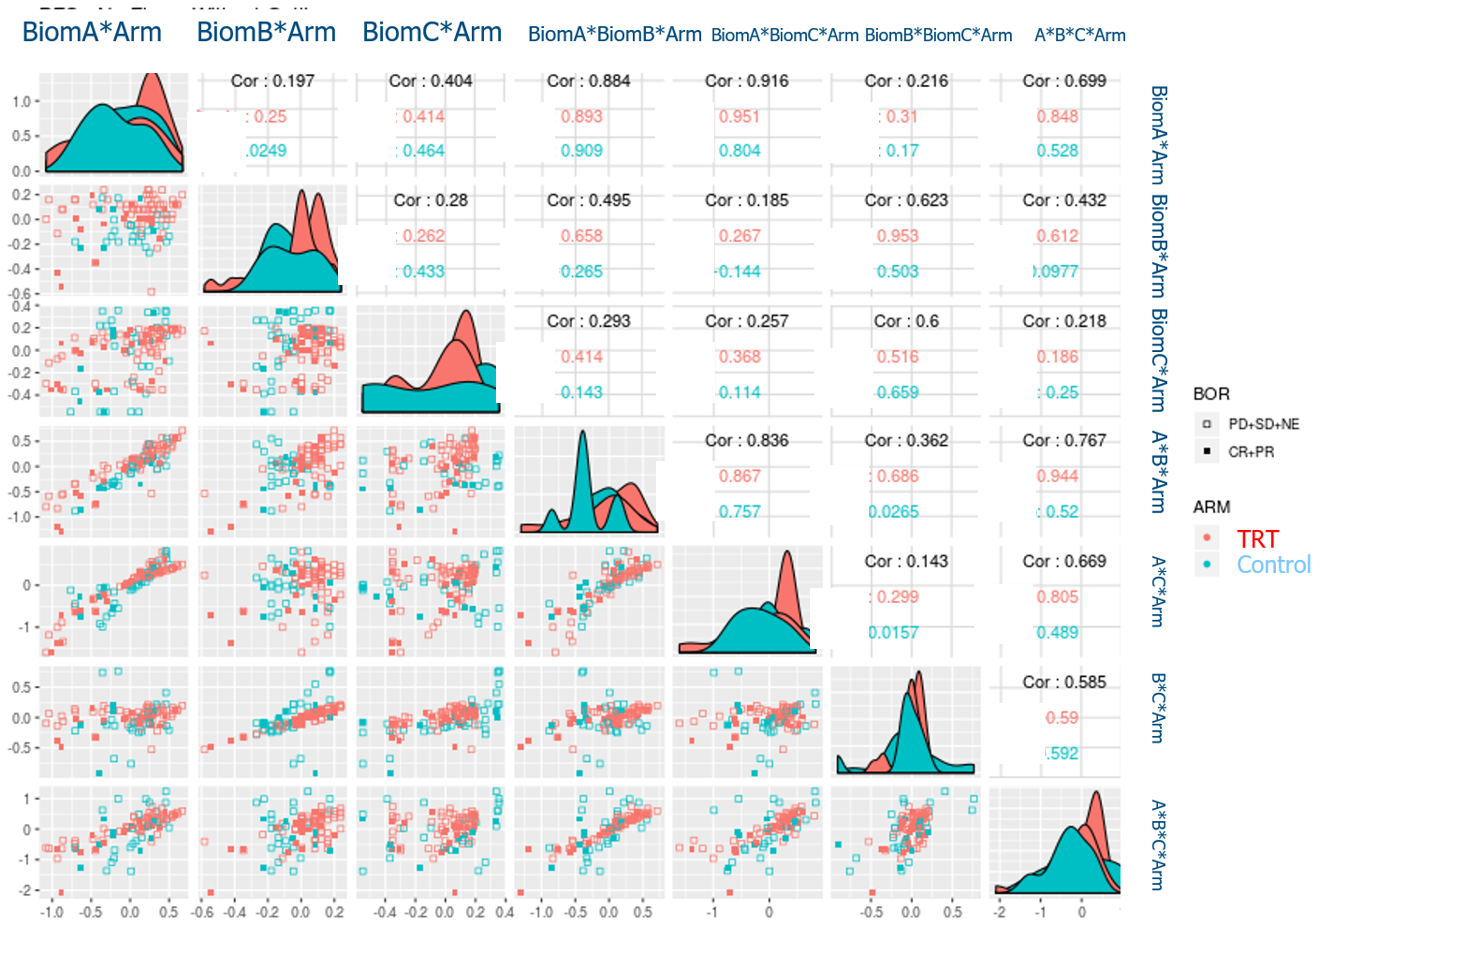 BiomA*Arm BiomB*Arm BiomC*Arm BiomA*BiomB*Arm BiomA*BiomC*Arm BiomB*BiomC*Arm A*B*C*Arm
Cor : 0.197 Cor : 0.404 Cor : 0.884 Cor : 0.916 Cor : 0.216 Cor : 0.699
: 0.25 : 0.414 0.893 0.951 : 0.31 0.848
.0249 : 0.464 0.909 0.804 : 0.17 0.528
1.0
0.5
0.0
BiomA*Arm
Cor : 0.28 Cor : 0.495 Cor : 0.185 Cor : 0.623 Cor : 0.432
: 0.262 0.658 0.267 0.953 0.612
: 0.433 0.265 -0.144 0.503 0.0977
0.2
0.0
-0.2
-0.4
-0.6
BiomB*Arm
Cor : 0.293 Cor : 0.257 Cor : 0.6 Cor : 0.218
0.414 0.368 0.516 0.186
0.143 0.114 0.659 : 0.25
0.4
0.2
0.0
-0.2
-0.4
BiomC*Arm
Cor : 0.836 Cor : 0.362 Cor : 0.767
0.867 : 0.686 0.944
0.757 0.0265 : 0.52
0.5
0.0
-0.5
-1.0
A*B*Arm
Cor : 0.143 Cor : 0.669
: 0.299 0.805
0.0157 0.489
0
-1
A*C*Arm
Cor : 0.585
0.59
.592
0.5
0.0
-0.5
B*C*Arm
1
0
-1
-2
A*B*C*Arm
-1.0 -0.5 0.0 0.5 -0.6 -0.4 -0.2 0.0 0.2 -0.4 -0.2 0.0 0.2 0.4 -1.0 -0.5 0.0 0.5 -1 0 -0.5 0.0 0.5 -2 -1 0
BOR
PD+SD+NE
CR+PR
ARM
TRT
Control